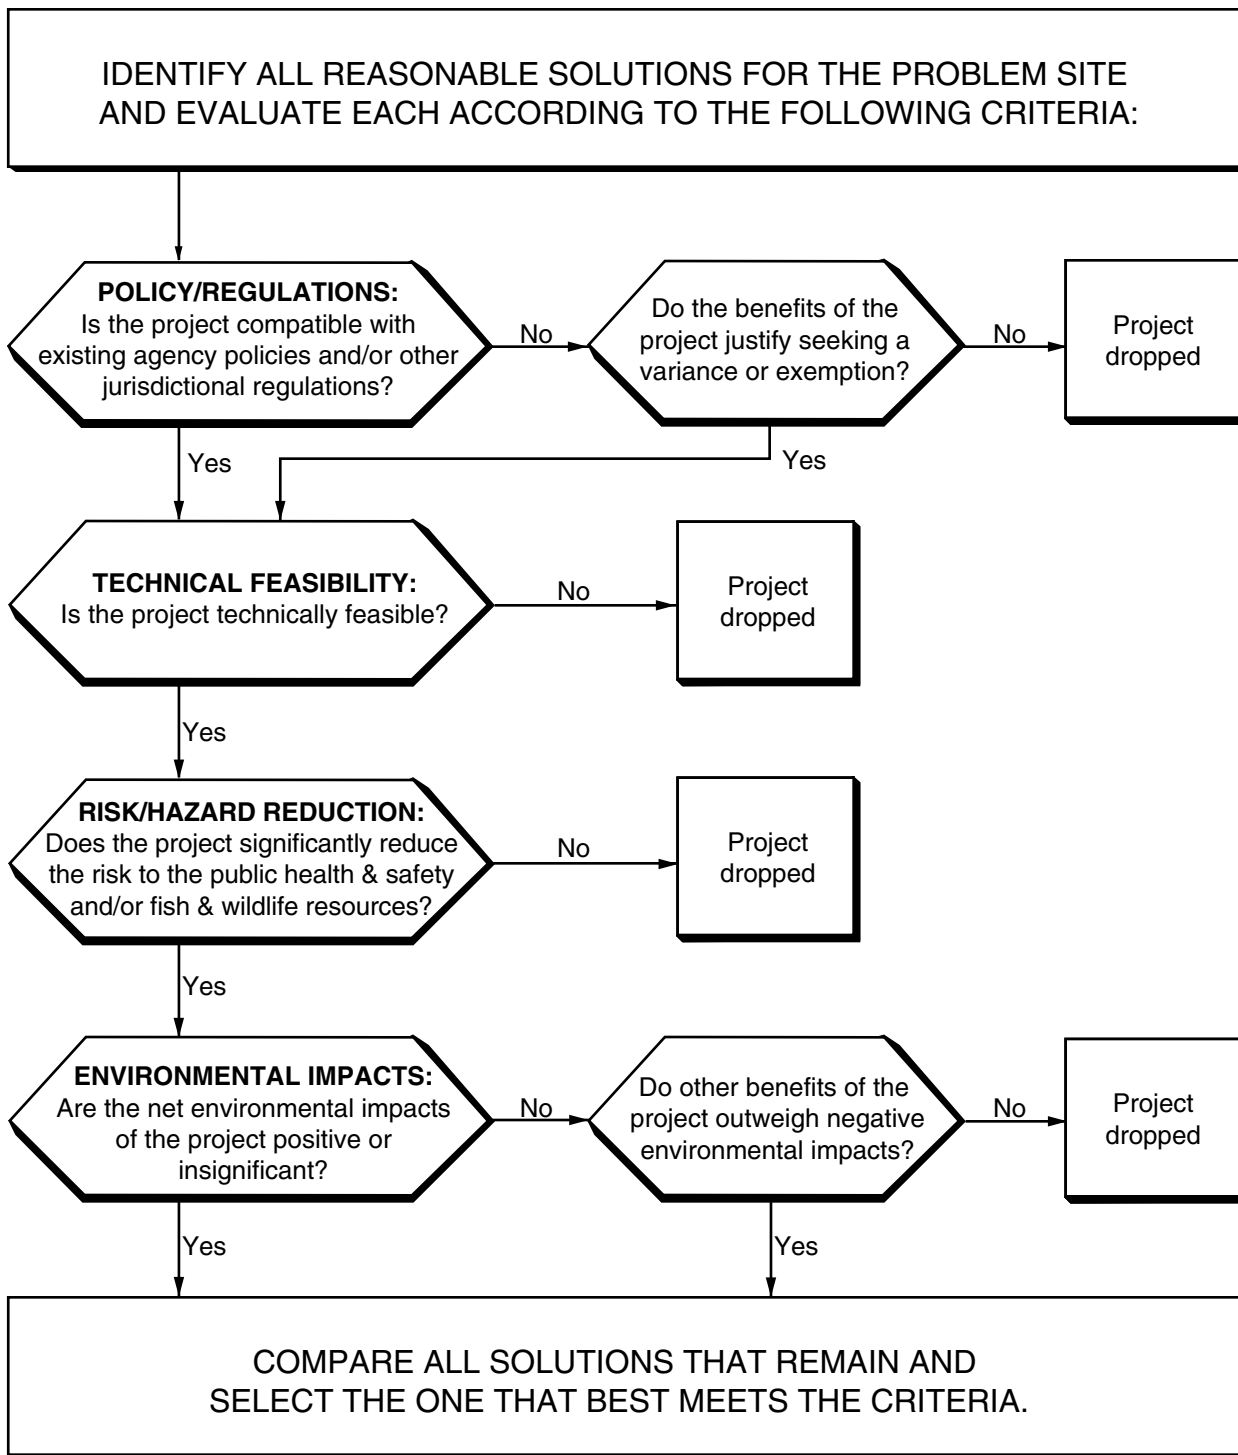 IDENTIFY ALL REASONABLE SOLUTIONS FOR THE PROBLEM SITE
AND EVALUATE EACH ACCORDING TO THE FOLLOWING CRITERIA:
POLICY/REGULATIONS:
Is the project compatible with
existing agency policies and/or other
jurisdictional regulations?
No
Do the benefits of the
project justify seeking a
variance or exemption?
No
Project
dropped
Yes
Yes
TECHNICAL FEASIBILITY:
Is the project technically feasible?
No
Project
dropped
Yes
RISK/HAZARD REDUCTION:
Does the project significantly reduce
the risk to the public health & safety
and/or fish & wildlife resources?
No
Project
dropped
Yes
ENVIRONMENTAL IMPACTS:
Are the net environmental impacts
of the project positive or
insignificant?
No
Do other benefits of the
project outweigh negative
environmental impacts?
No
Project
dropped
Yes
Yes
COMPARE ALL SOLUTIONS THAT REMAIN AND
SELECT THE ONE THAT BEST MEETS THE CRITERIA.